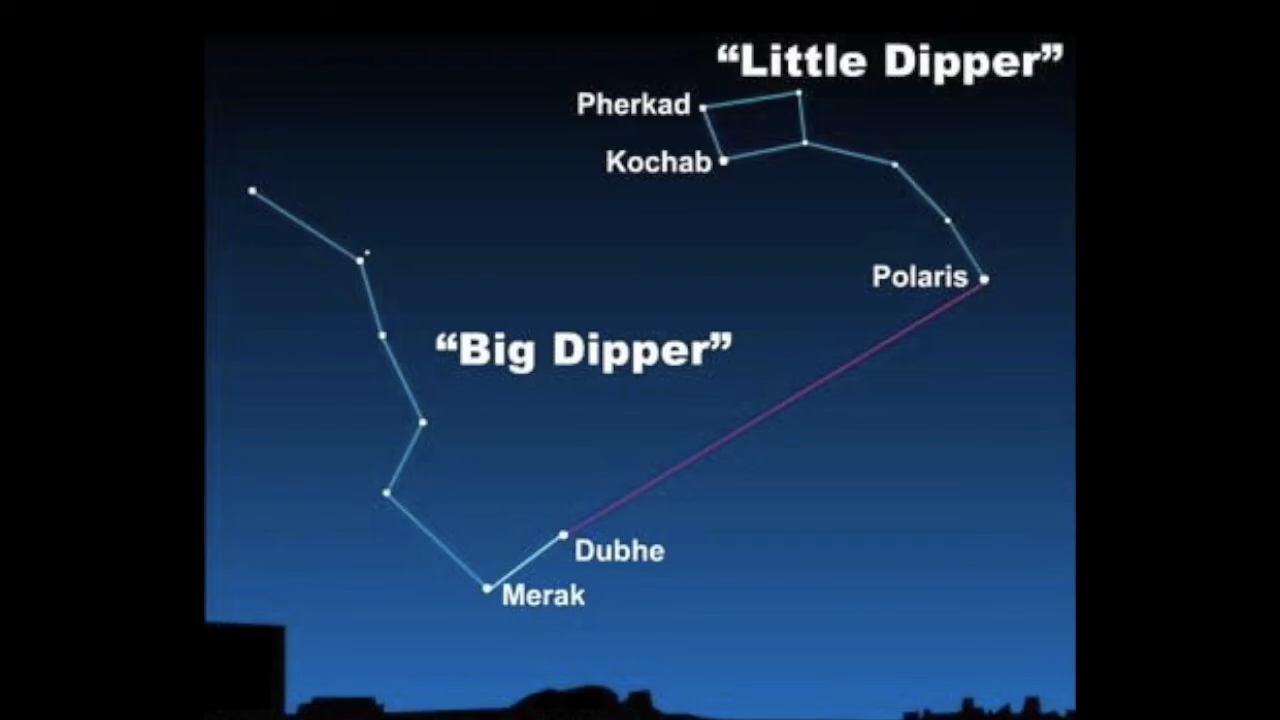 “Little Dipper”
Pherkad
Kochab
Polaris
“Big Dipper”
Dubhe
Merak